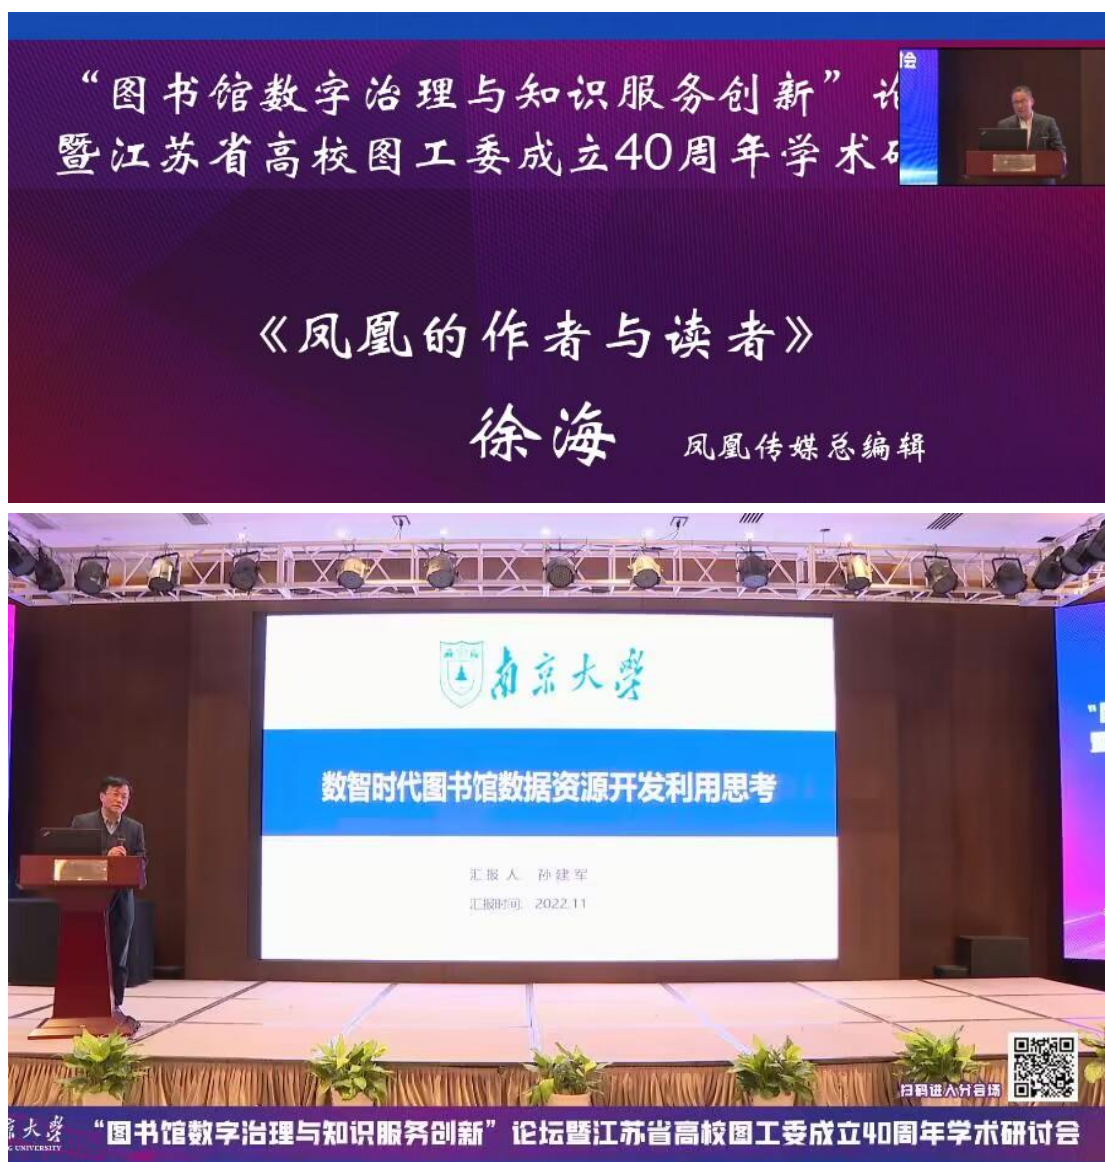 “图书馆数字治理与知识服务创新”论
会
暨江苏省高校图工委成立40周年学术研
《凤凰的作者与读者》
徐海 凤凰传媒总编辑
南京大学
数智时代图书馆数据资源开发利用思考
汇报人 孙建军
汇报时间: 2022.11
扫码进入分会场
京大学 “图书馆数字治理与知识服务创新”论坛暨江苏省高校图工委成立40周年学术研讨会
UNIVERSITY